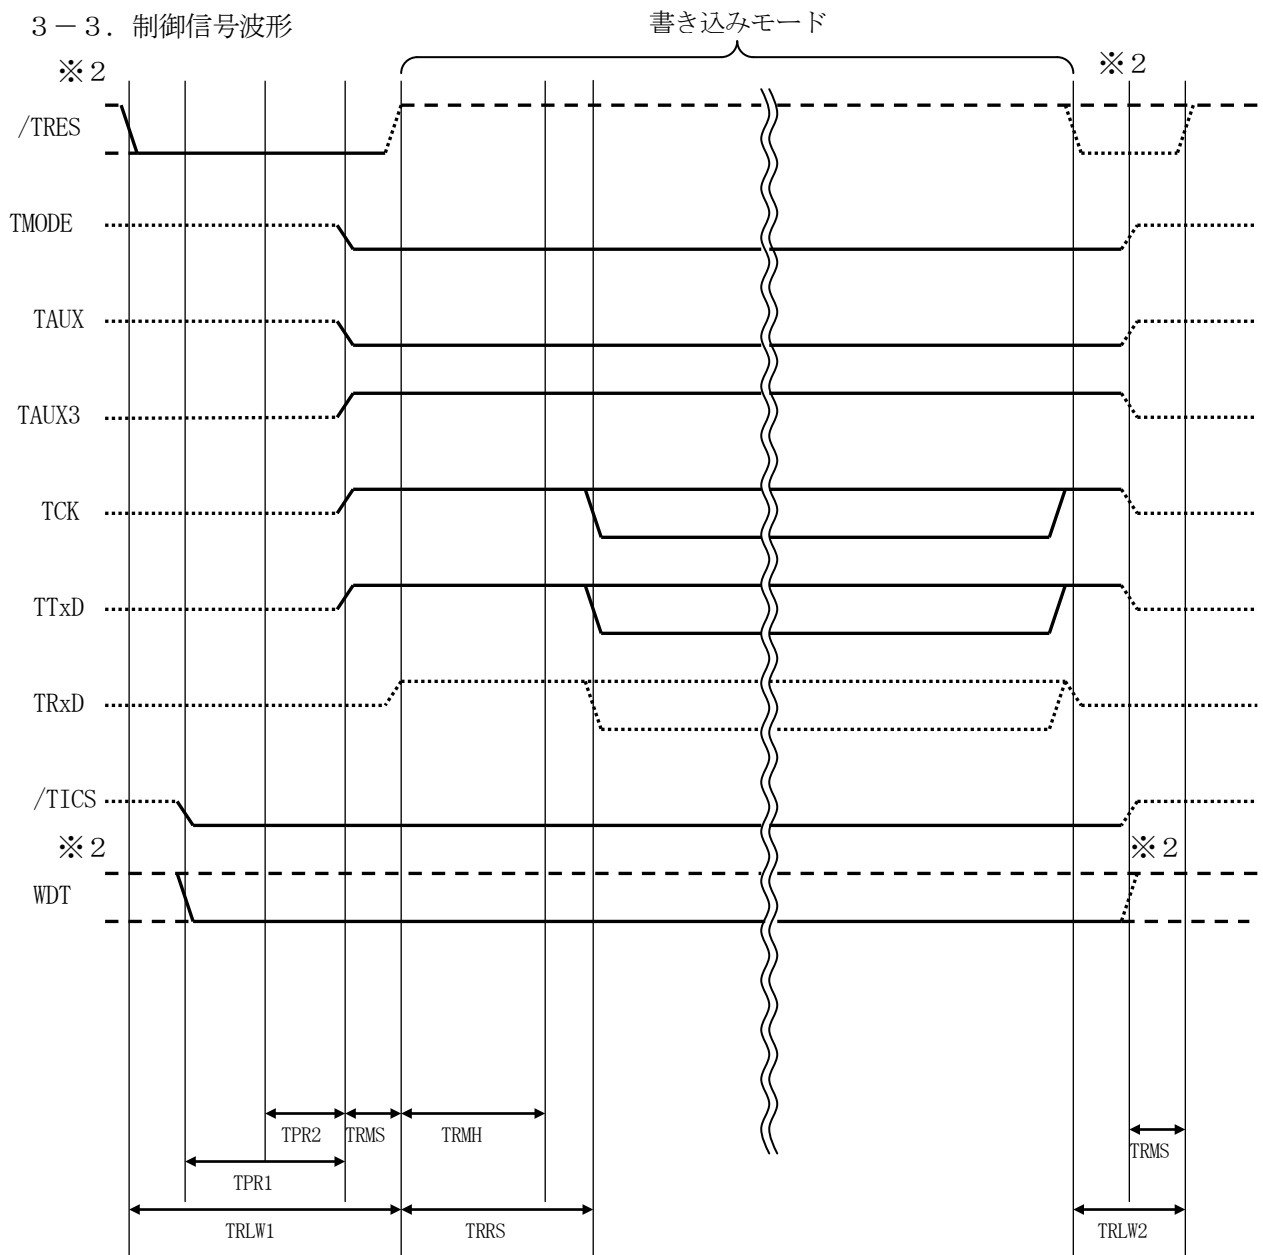 ３－３．制御信号波形
書き込みモード
※２
※２
/TRES
TMODE
TAUX
TAUX3
TCK
TTxD
TRxD
/TICS
※２
※２
WDT
TPR2
TRMS
TRMH
TRMS
TPR1
TRLW1
TRRS
TRLW2